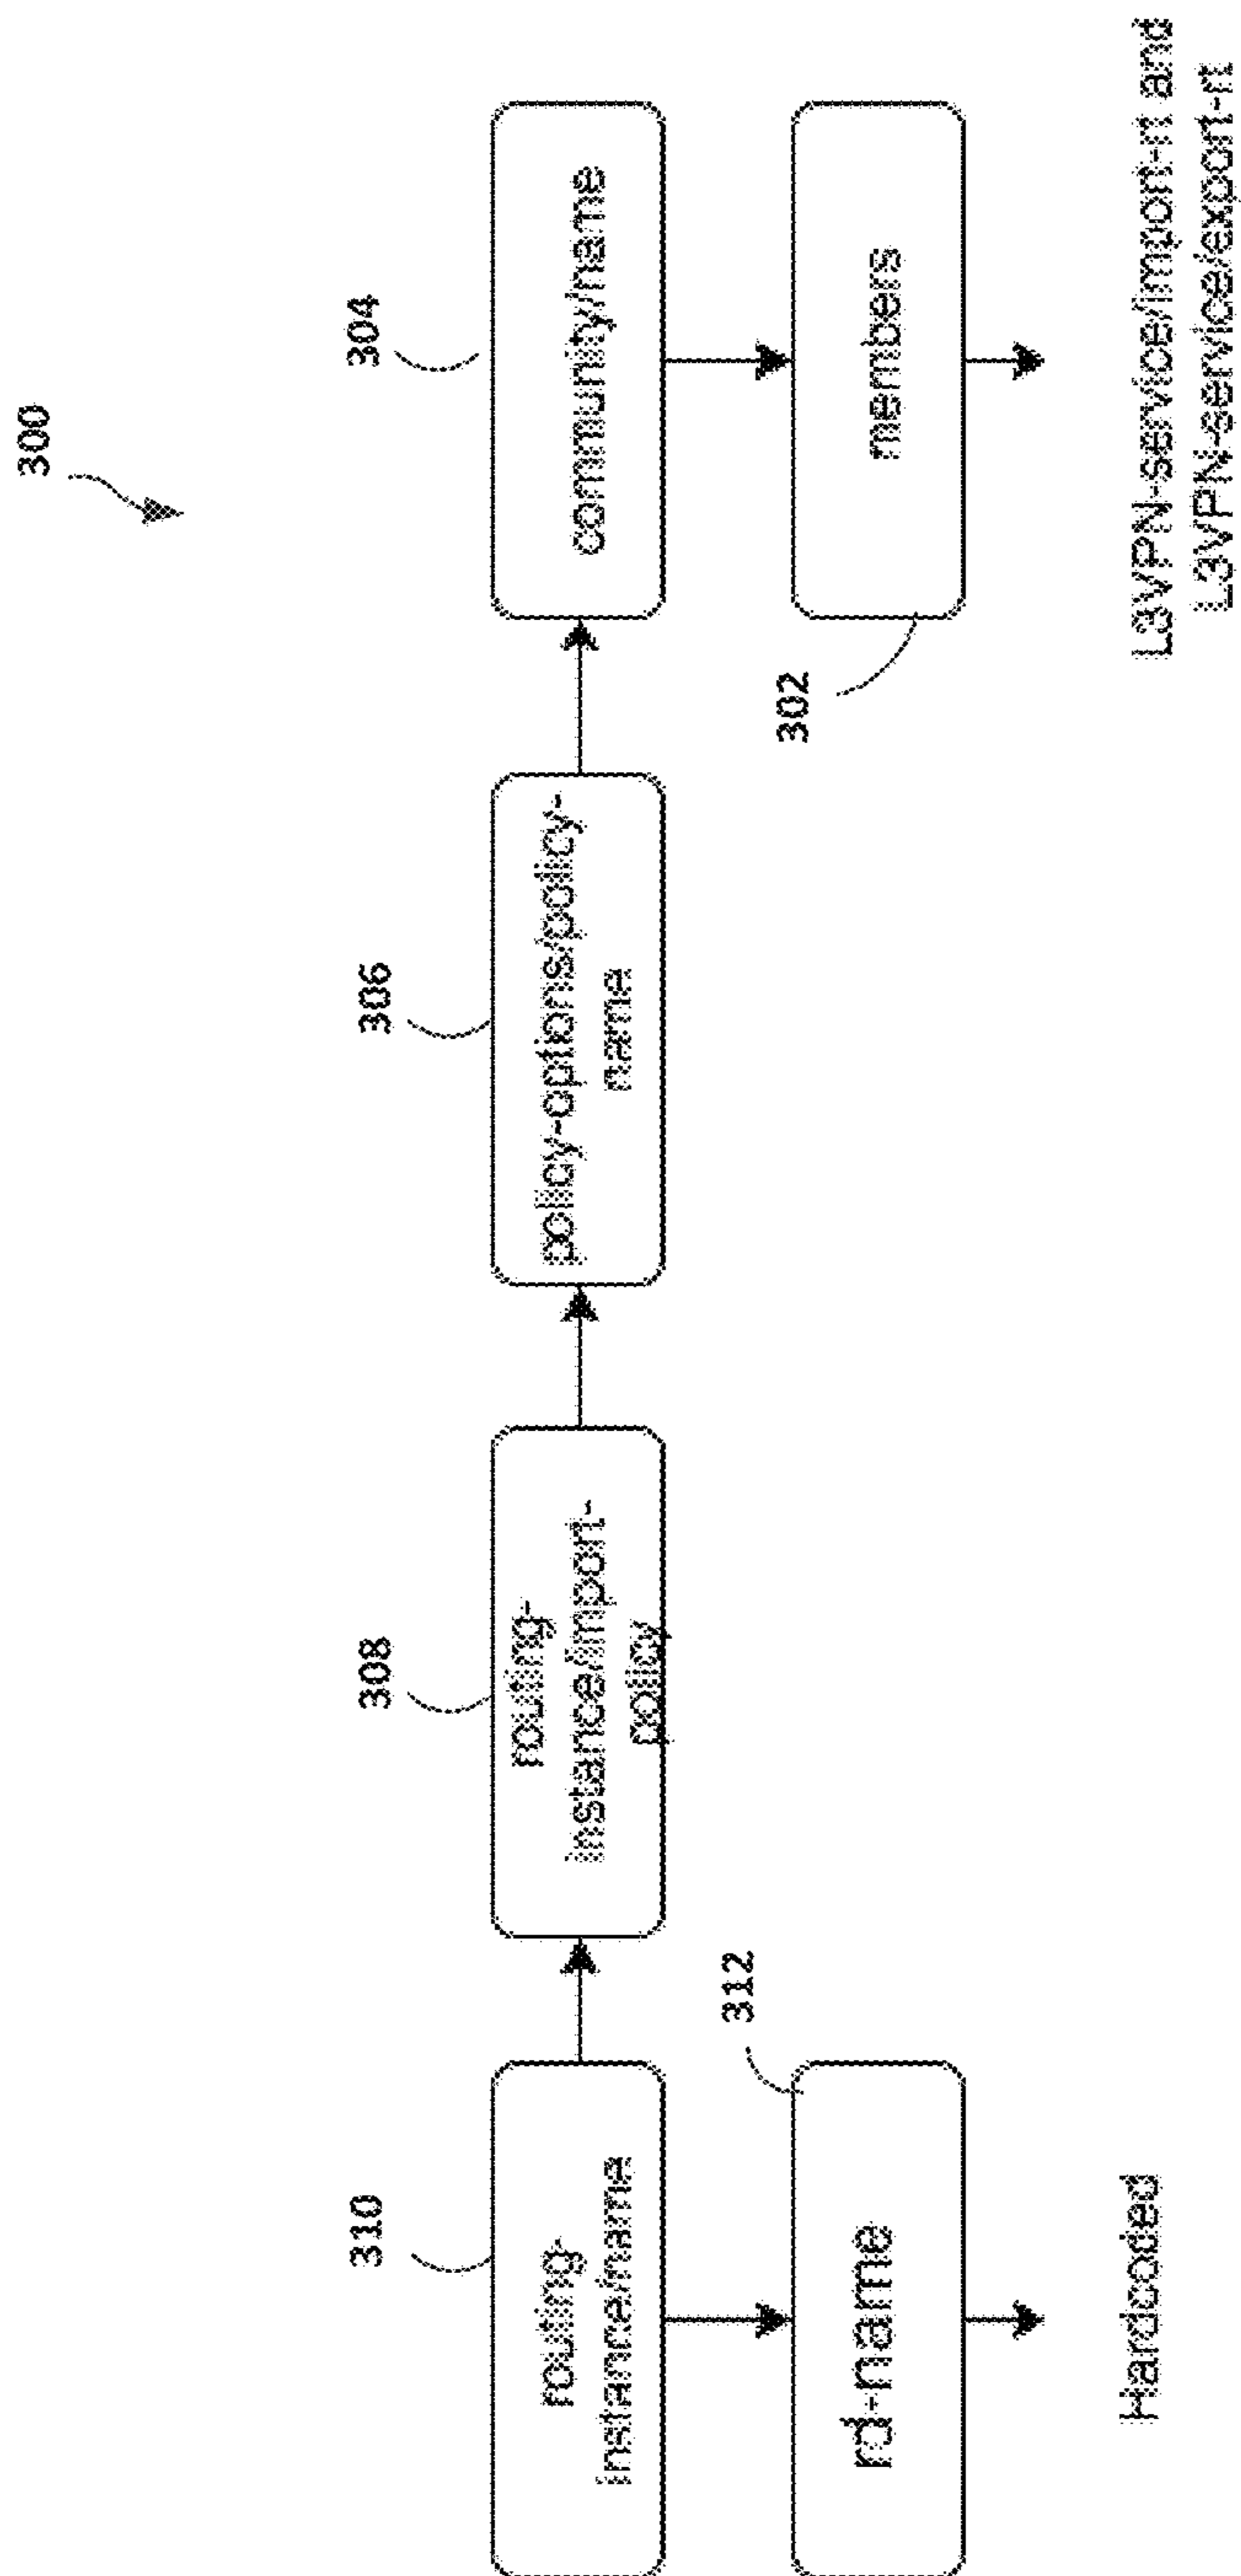 300
310
routing-
instance/name
308
routing-
instance/import-
policy
306
policy-options/policy-
name
304
community/name
312
rd-name
302
members
Hardcoded
L3VPN-service/import-rt and
L3VPN-service/export-rt